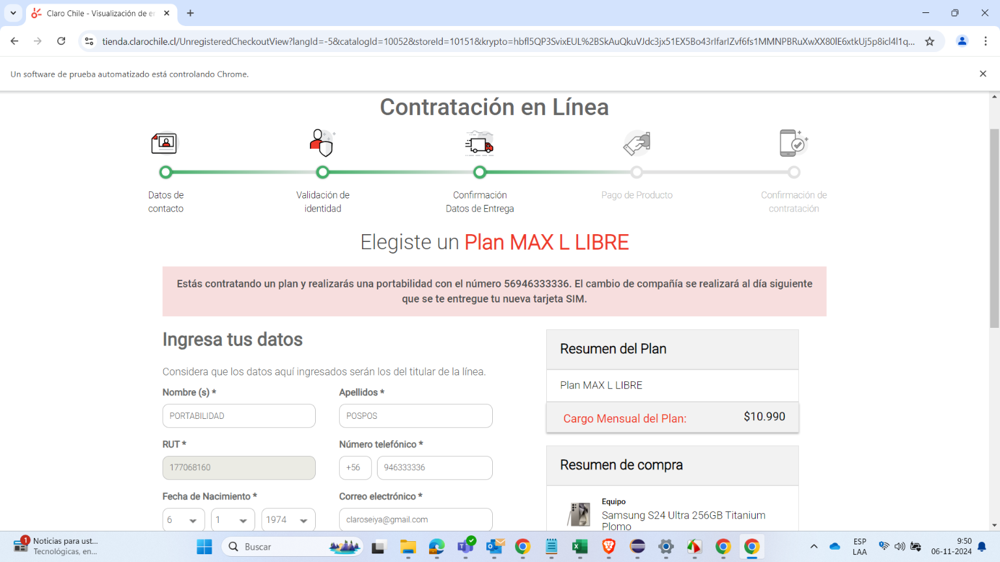 Claro Chile - Visualización de
tienda.clarochile.cl/UnregisteredCheckoutView?langId=-5&catalogId=10052&storeId=10151&krypto=hbfl5QP3SvixEUL%2BSkAuQkuVJdc3jx51EX5Bo43rIfarIZvf6fs1MMNPBRuXwXX80lE6xtkUj5p8icl4l1q...
Un software de prueba automatizado está controlando Chrome.
Contratación en Línea
Datos de
contacto
Validación de
identidad
Confirmación
Datos de Entrega
Pago de Producto
Confirmación de
contratación
Elegiste un Plan MAX L LIBRE
Estás contratando un plan y realizarás una portabilidad con el número 56946333336. El cambio de compañía se realizará al día siguiente
que se te entregue tu nueva tarjeta SIM.
Ingresa tus datos
Considera que los datos aquí ingresados serán los del titular de la línea.
Nombre (s) *
Apellidos *
PORTABILIDAD
POSPOS
RUT *
Número telefónico *
177068160
+56
946333336
Fecha de Nacimiento *
Correo electrónico *
6
1
1974
claroseiya@gmail.com
Resumen del Plan
Plan MAX L LIBRE
Cargo Mensual del Plan:
$10.990
Resumen de compra
Equipo
Samsung S24 Ultra 256GB Titanium
Plomo
1
Noticias para ust...
Tecnológicas, en...
Buscar
ESP
LAA
9:50
06-11-2024